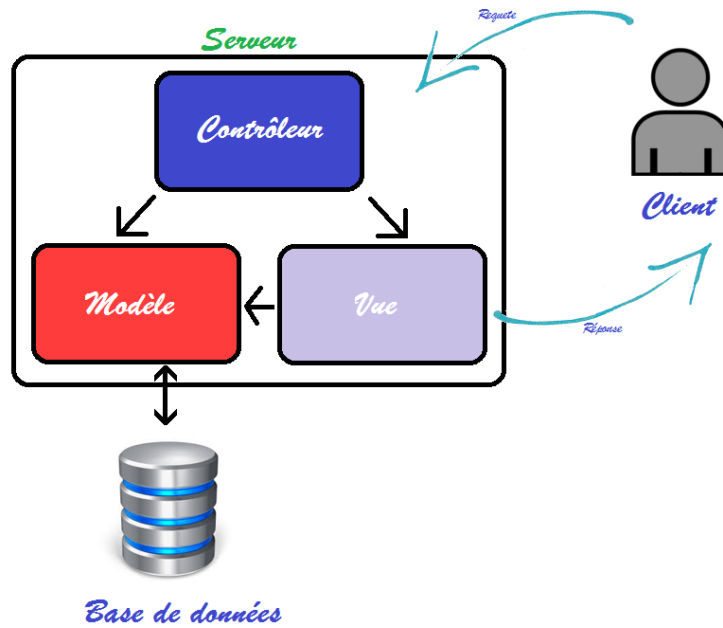 Requete
Serveur
Contrôleur
Client
Modèle
Vue
Réponse
Base de données